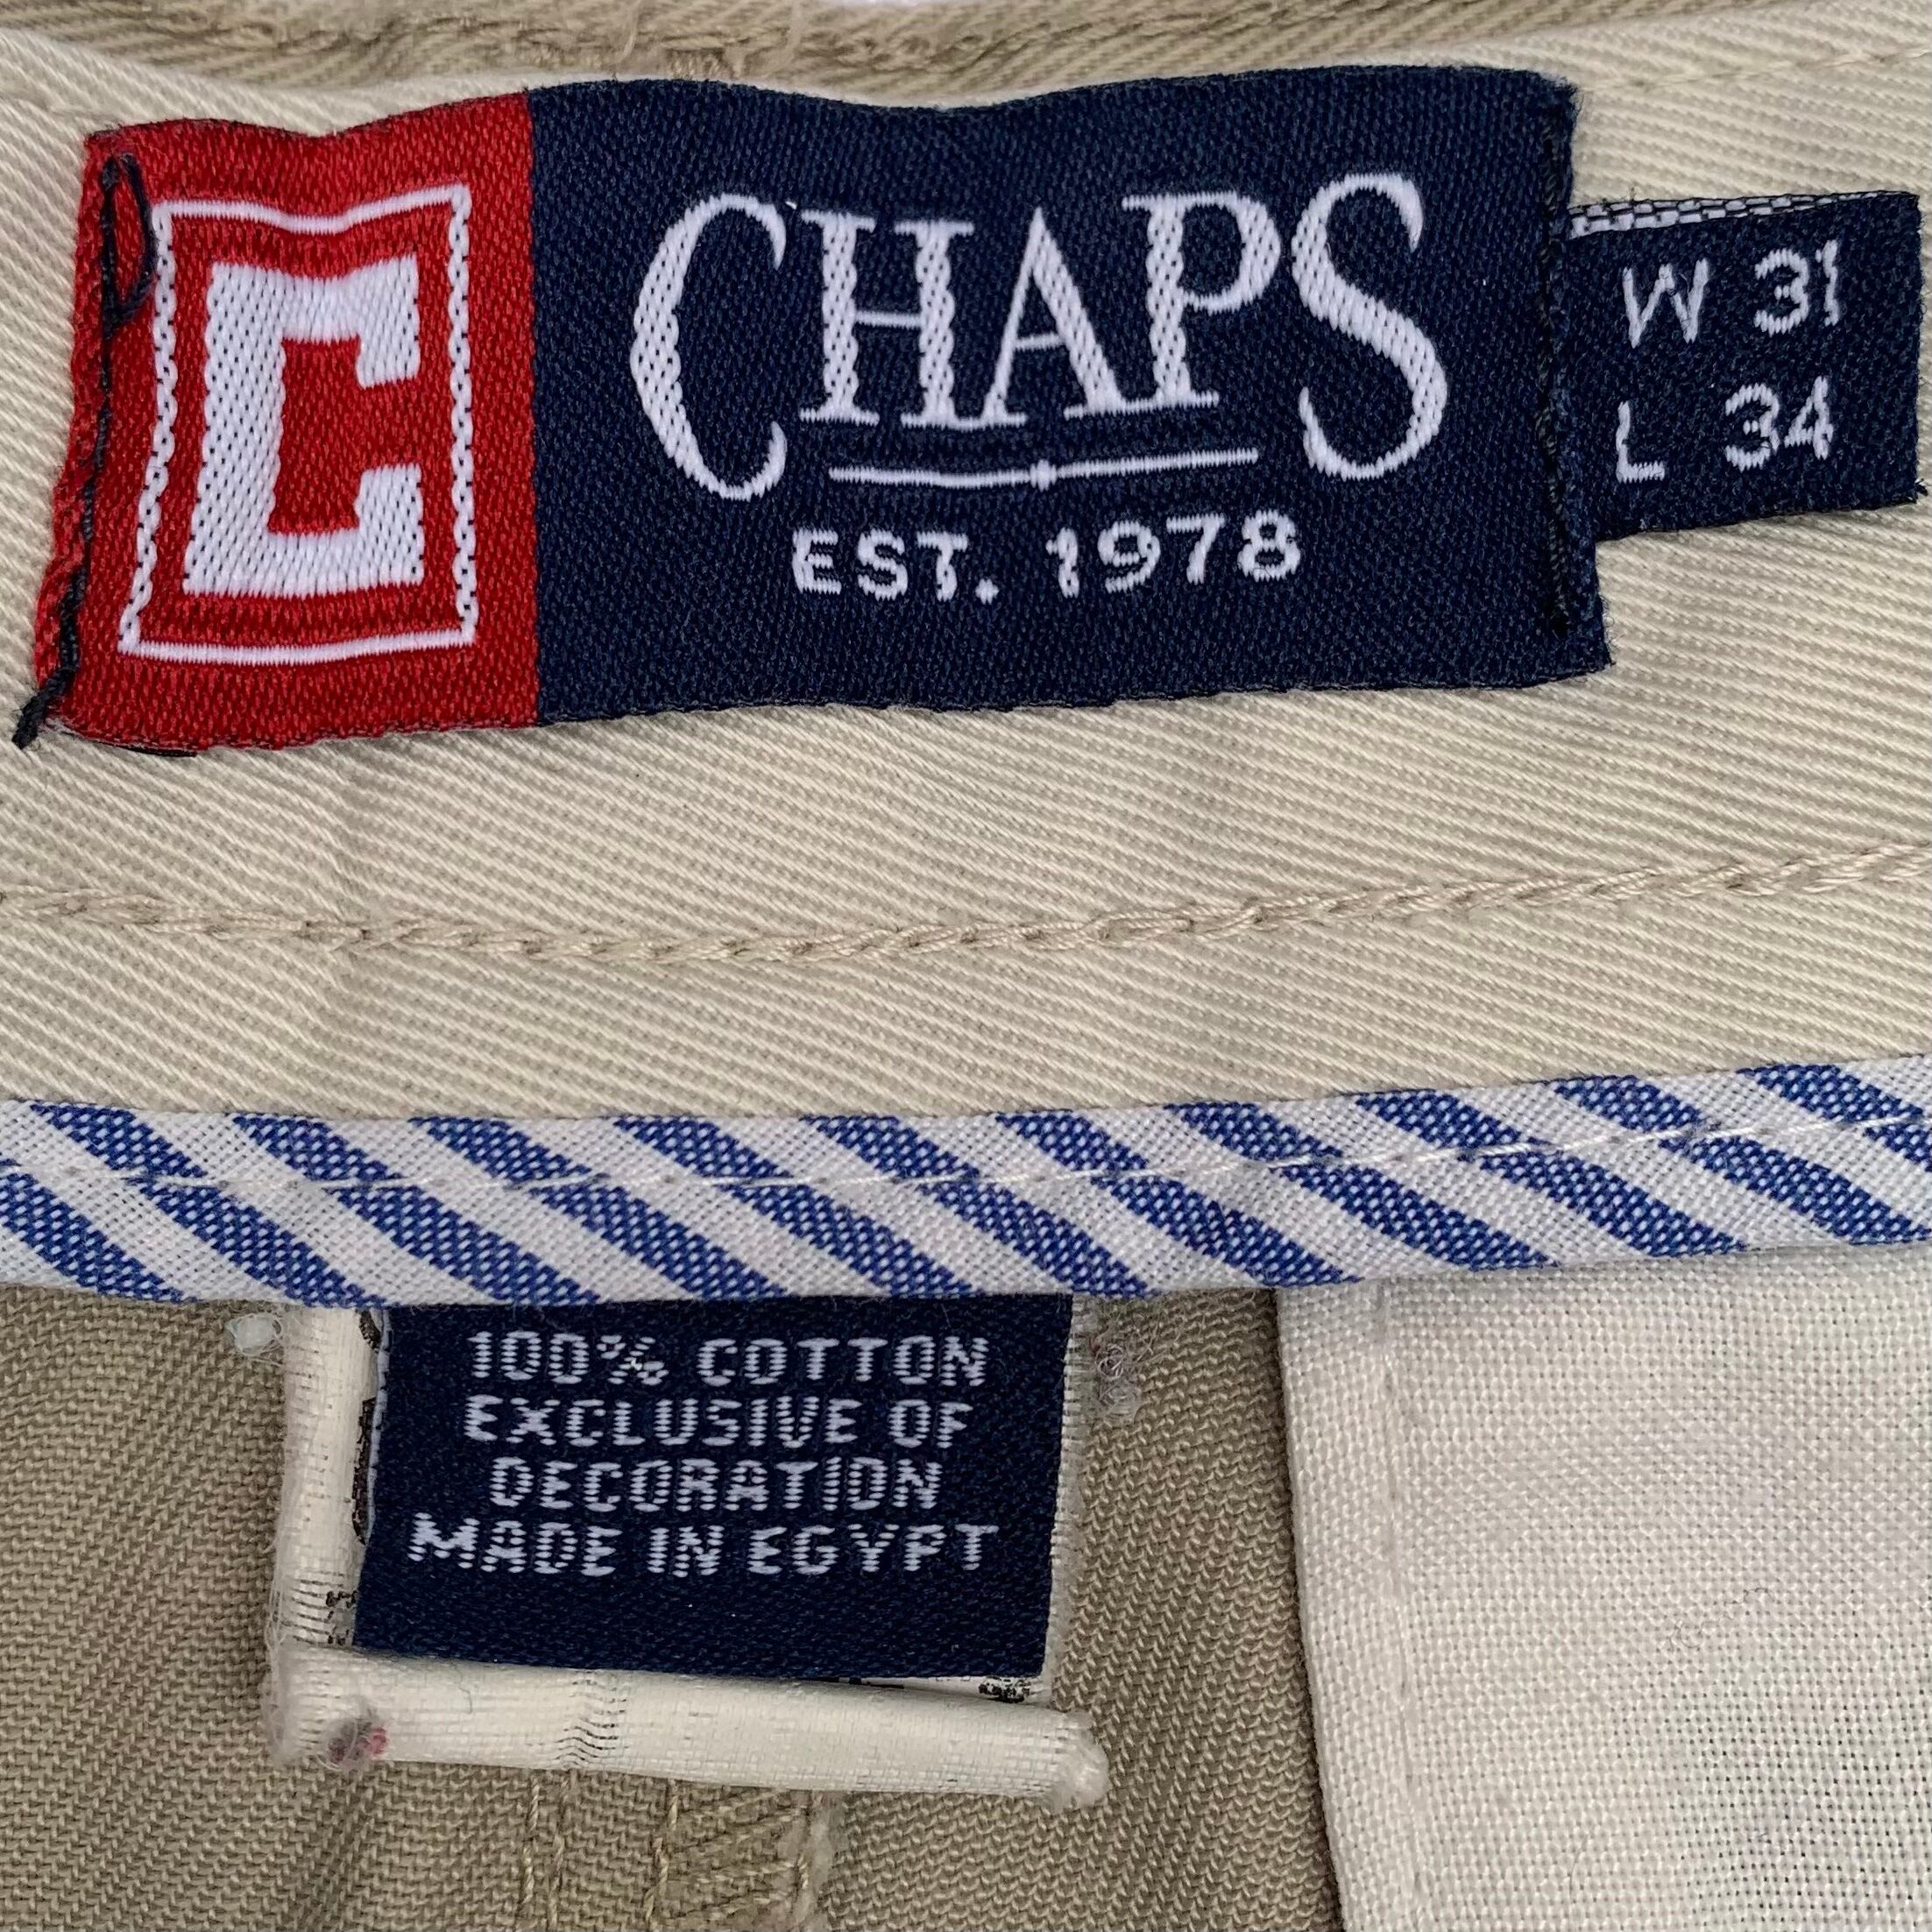 C
CHAPS
EST. 1978
W 31
L 34
100% COTTON
EXCLUSIVE OF
DECORATION
MADE IN EGYPT